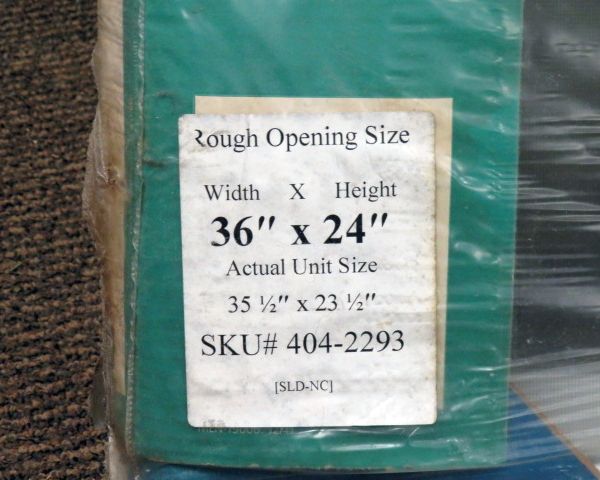 Rough Opening Size
Width X Height
36" x 24"
Actual Unit Size
35 ½" x 23 ½"
SKU# 404-2293
[SLD-NC]